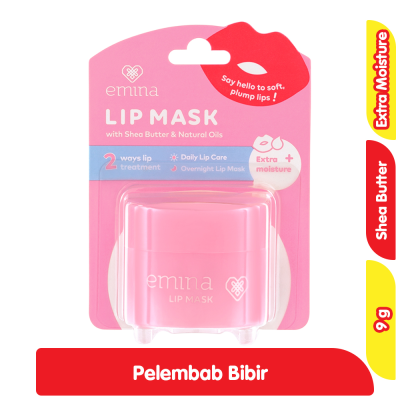 emina
LIP MASK
with Shea Butter & Natural Oils
Say hello to soft,
plump lips!
2 ways lip
treatment
Daily Lip Care
Overnight Lip Mask
Extra +
moisture
emina
LIP MASK
Extra Moisture
Shea Butter
9g
Pelembab Bibir